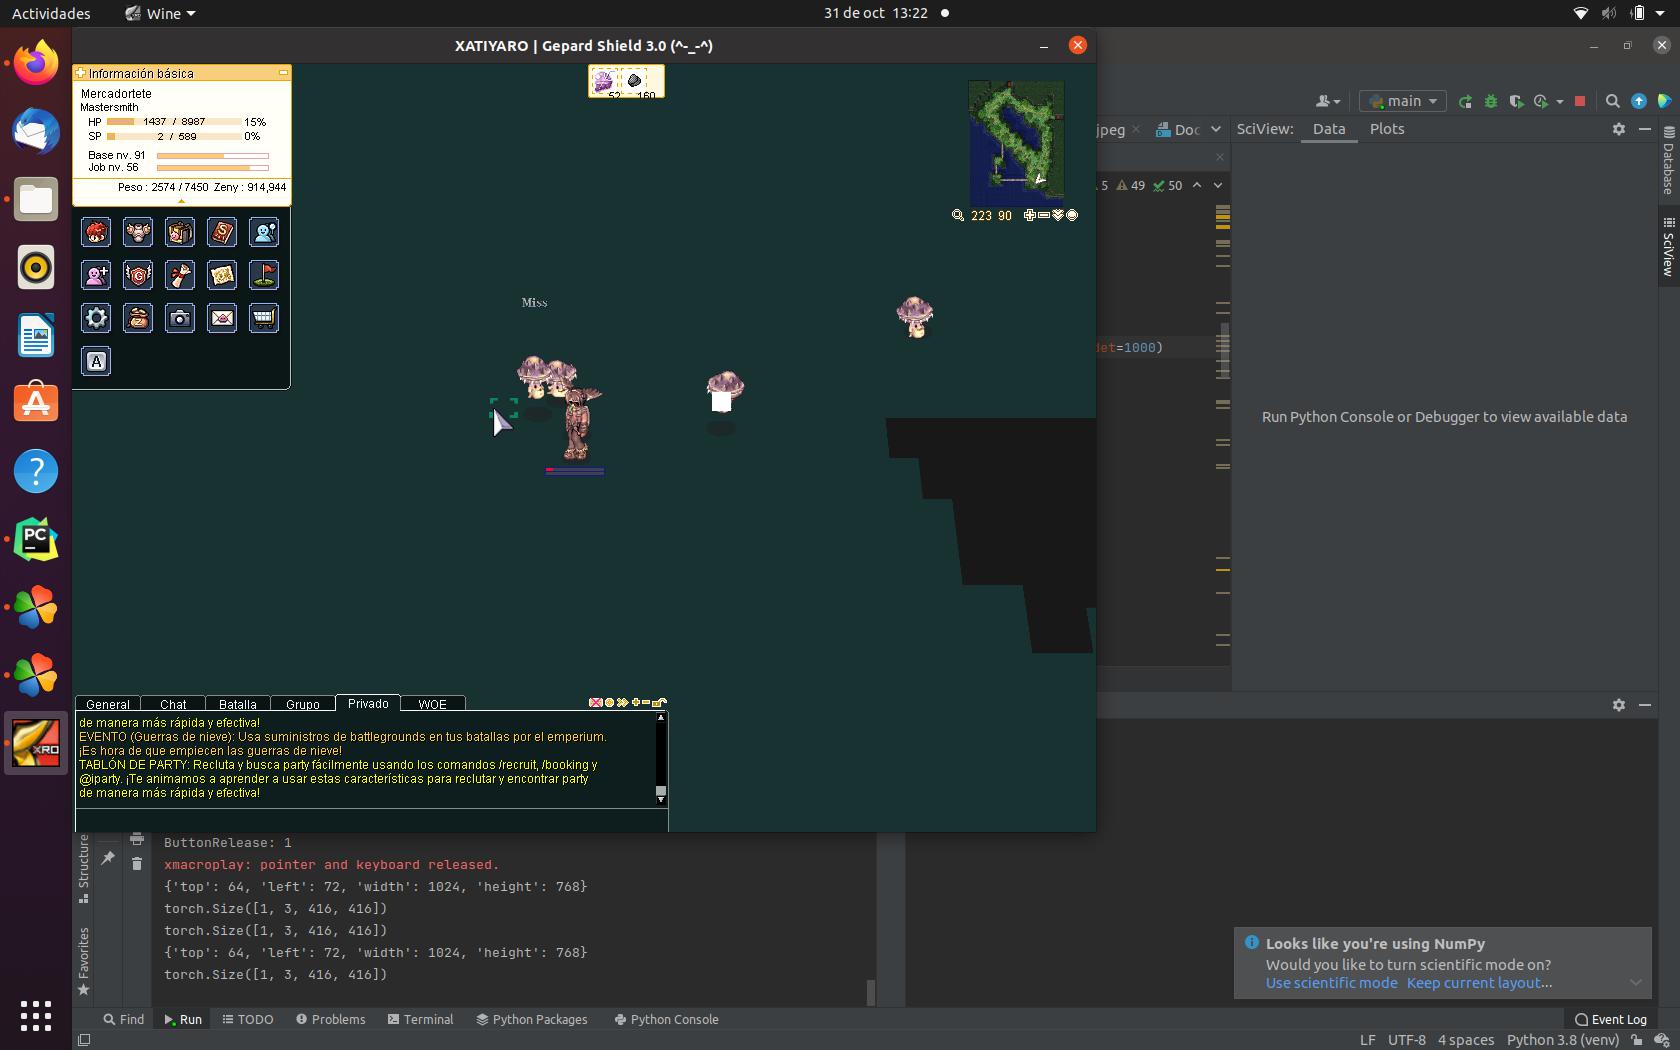 Actividades
Wine
31 de oct 13:22
XATIYARO | Gepard Shield 3.0 (^-_-^)
Información básica
Mercadortete
Mastersmith
HP 1437 / 8987 15%
SP 2 / 589 0%
Base nv. 91
Job nv. 56
Peso : 2574 / 7450 Zeny : 914,944
52 160
223 90
Miss
A
main
jpeg
Doc
SciView: Data Plots
5 49 50
det=1000)
Run Python Console or Debugger to view available data
Database
SciView
PC
XRO
General Chat Batalla Grupo Privado WOE
de manera más rápida y efectiva!
EVENTO (Guerras de nieve): Usa suministros de battlegrounds en tus batallas por el emperium.
¡Es hora de que empiecen las guerras de nieve!
TABLÓN DE PARTY: Recluta y busca party fácilmente usando los comandos /recruit, /booking y
@iparty. ¡Te animamos a aprender a usar estas características para reclutar y encontrar party
de manera más rápida y efectiva!
Structure
Favorites
ButtonRelease: 1
xmacroplay: pointer and keyboard released.
{'top': 64, 'left': 72, 'width': 1024, 'height': 768}
torch.Size([1, 3, 416, 416])
torch.Size([1, 3, 416, 416])
{'top': 64, 'left': 72, 'width': 1024, 'height': 768}
torch.Size([1, 3, 416, 416])
Looks like you're using NumPy
Would you like to turn scientific mode on?
Use scientific mode Keep current layout...
Find Run TODO Problems Terminal Python Packages Python Console
Event Log
LF UTF-8 4 spaces Python 3.8 (venv)